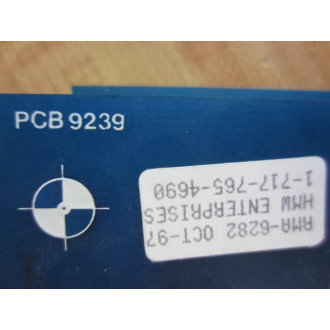 PCB 9239
RMA-6282 OCT-97
HMW ENTERPRISES
1-717-765-4690